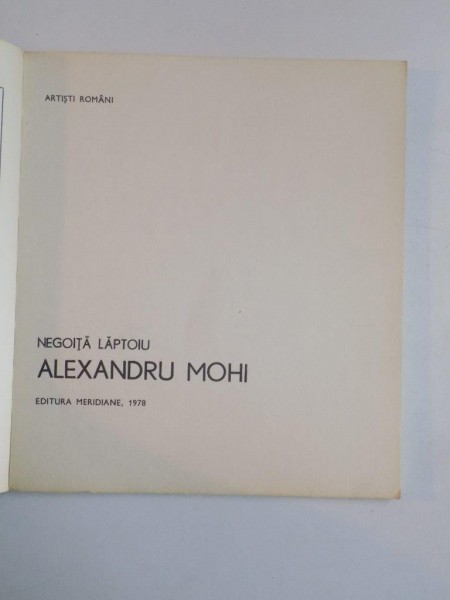 ARTIȘTI ROMÂNI
NEGOIȚĂ LĂPTOIU
ALEXANDRU MOHI
EDITURA MERIDIANE, 1978